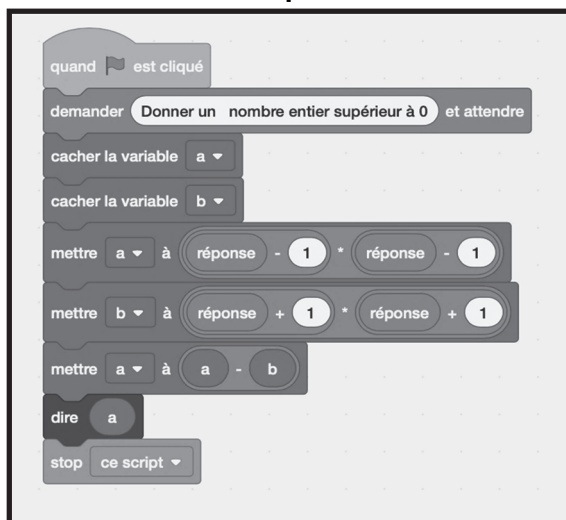 quand est cliqué
demander Donner un nombre entier supérieur à 0 et attendre
cacher la variable a
cacher la variable b
mettre a à réponse - 1 * réponse - 1
mettre b à réponse + 1 * réponse + 1
mettre a à a - b
dire a
stop ce script